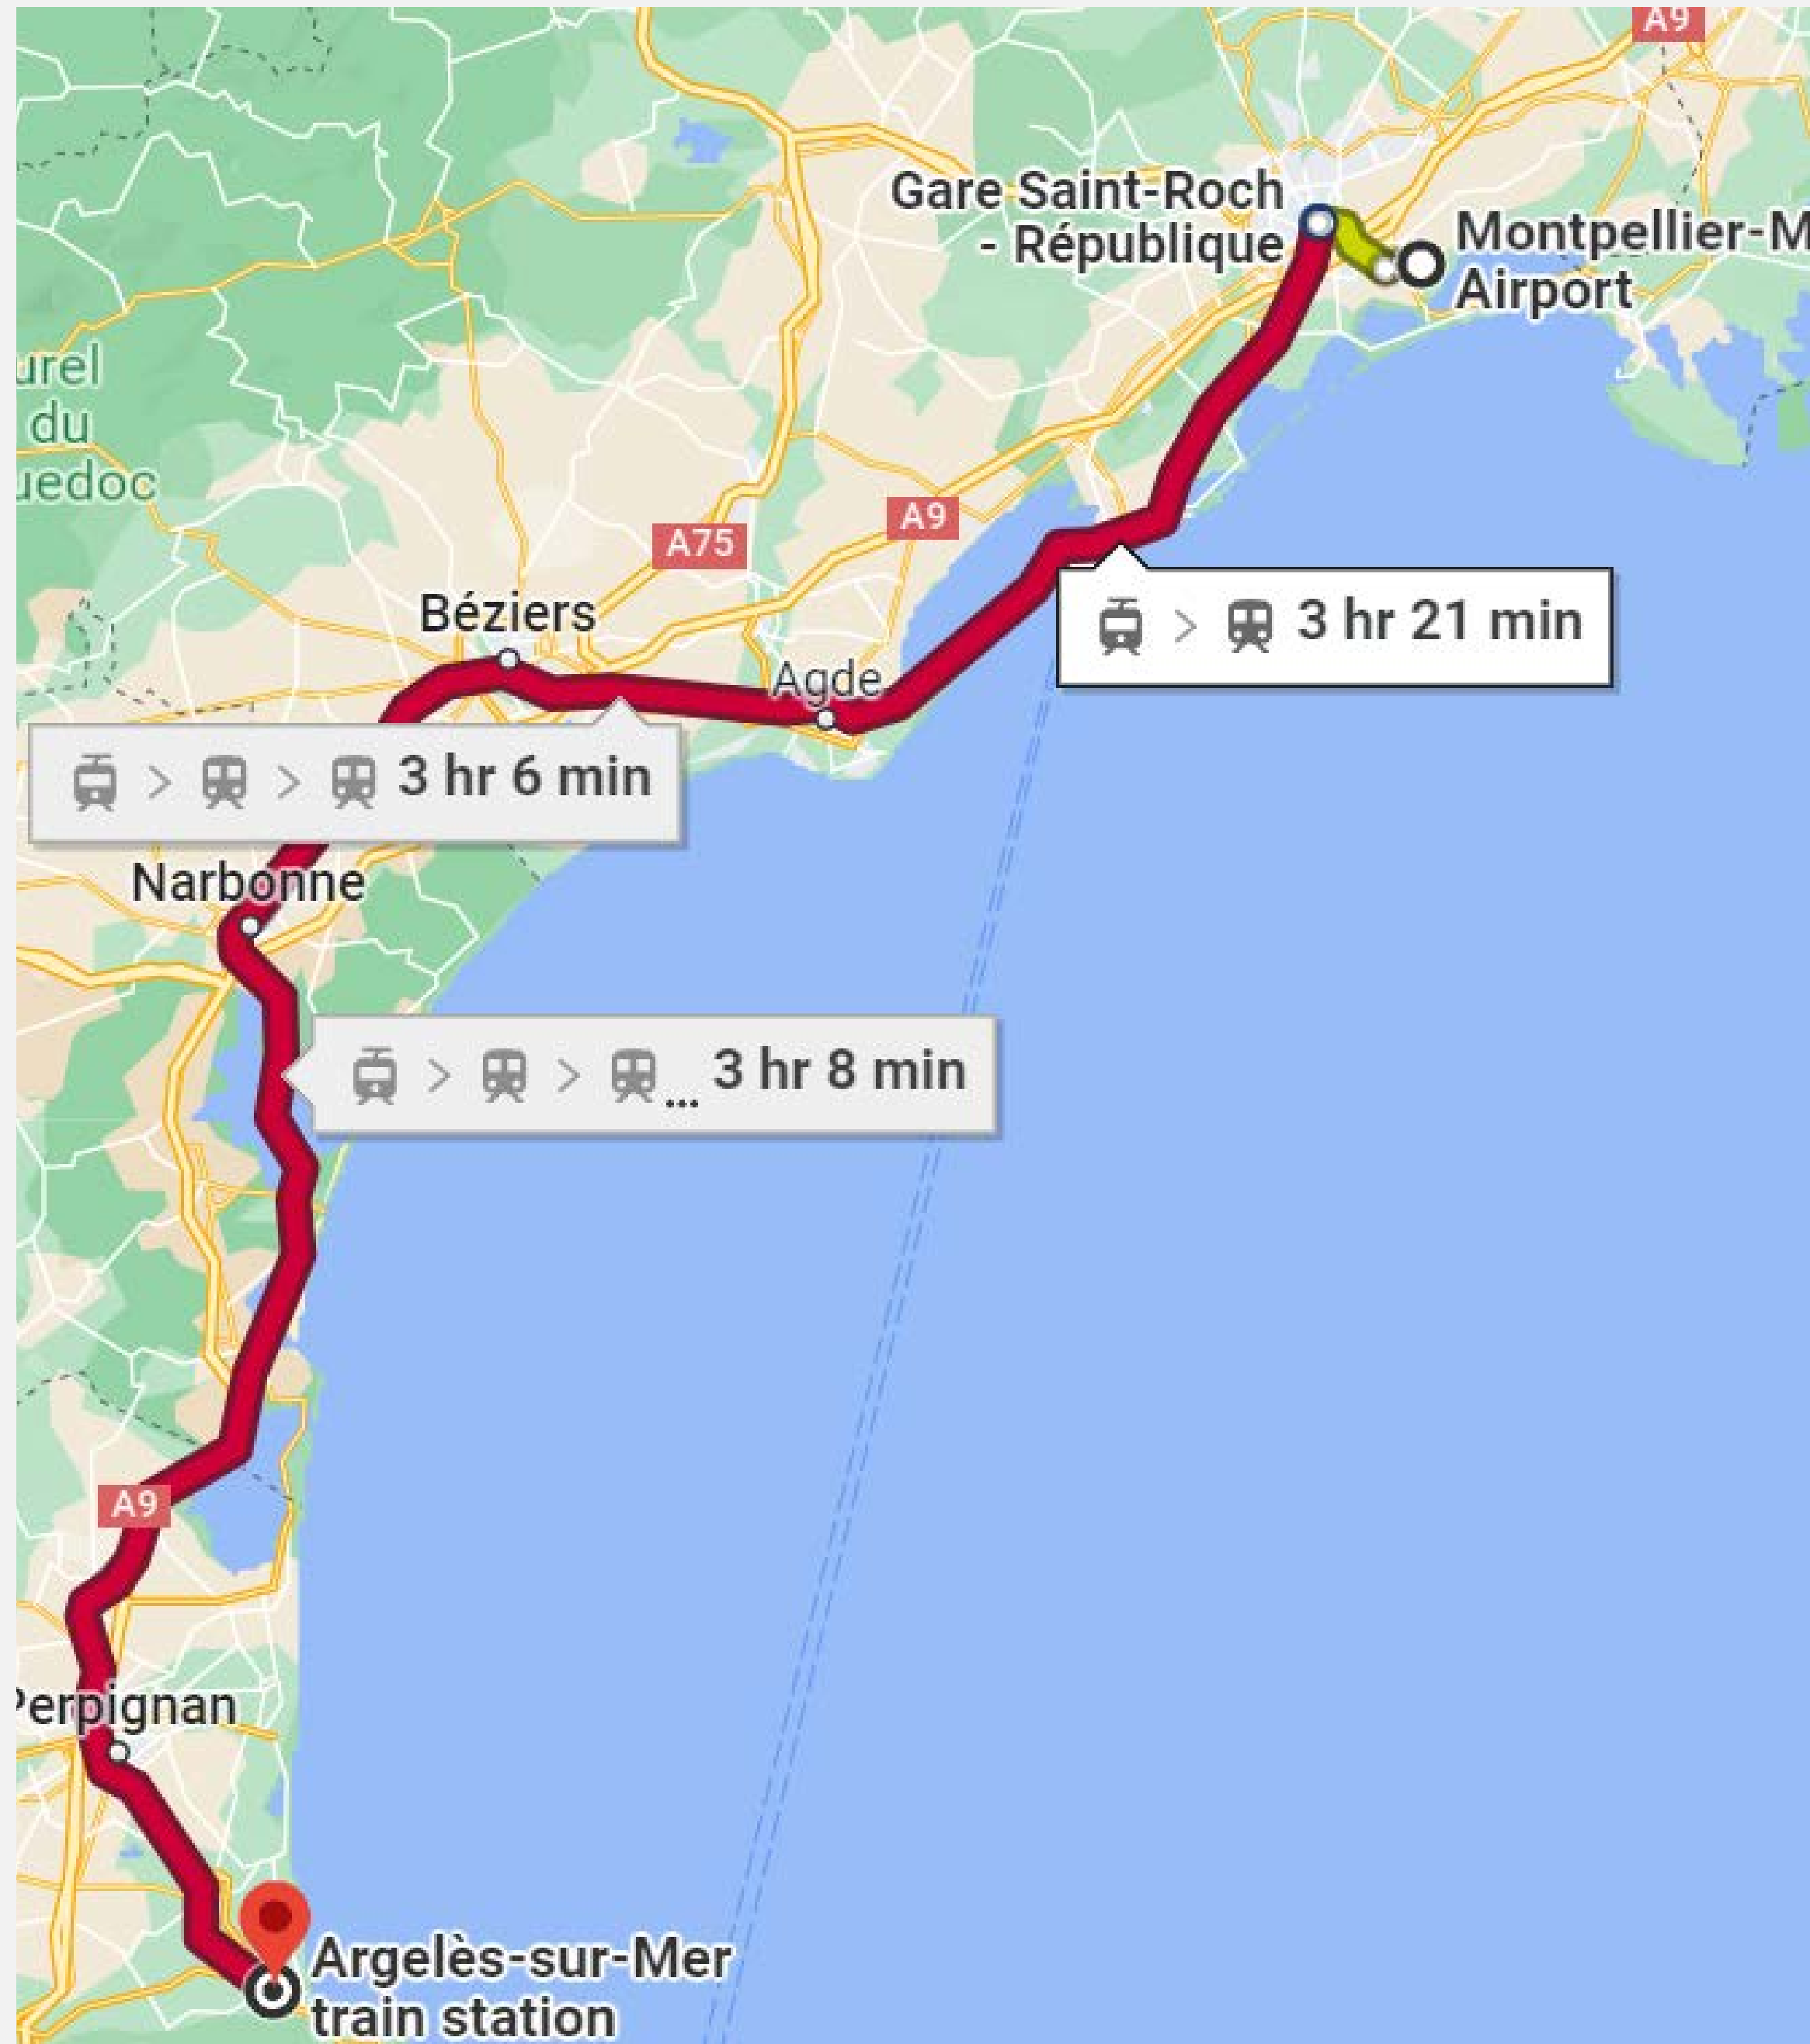 A9
Gare Saint-Roch
- République
Montpellier-M
Airport
urel
du
uedoc
A9
A75
Béziers
3 hr 21 min
Agde
3 hr 6 min
Narbonne
... 3 hr 8 min
A9
Perpignan
Argelès-sur-Mer
train station